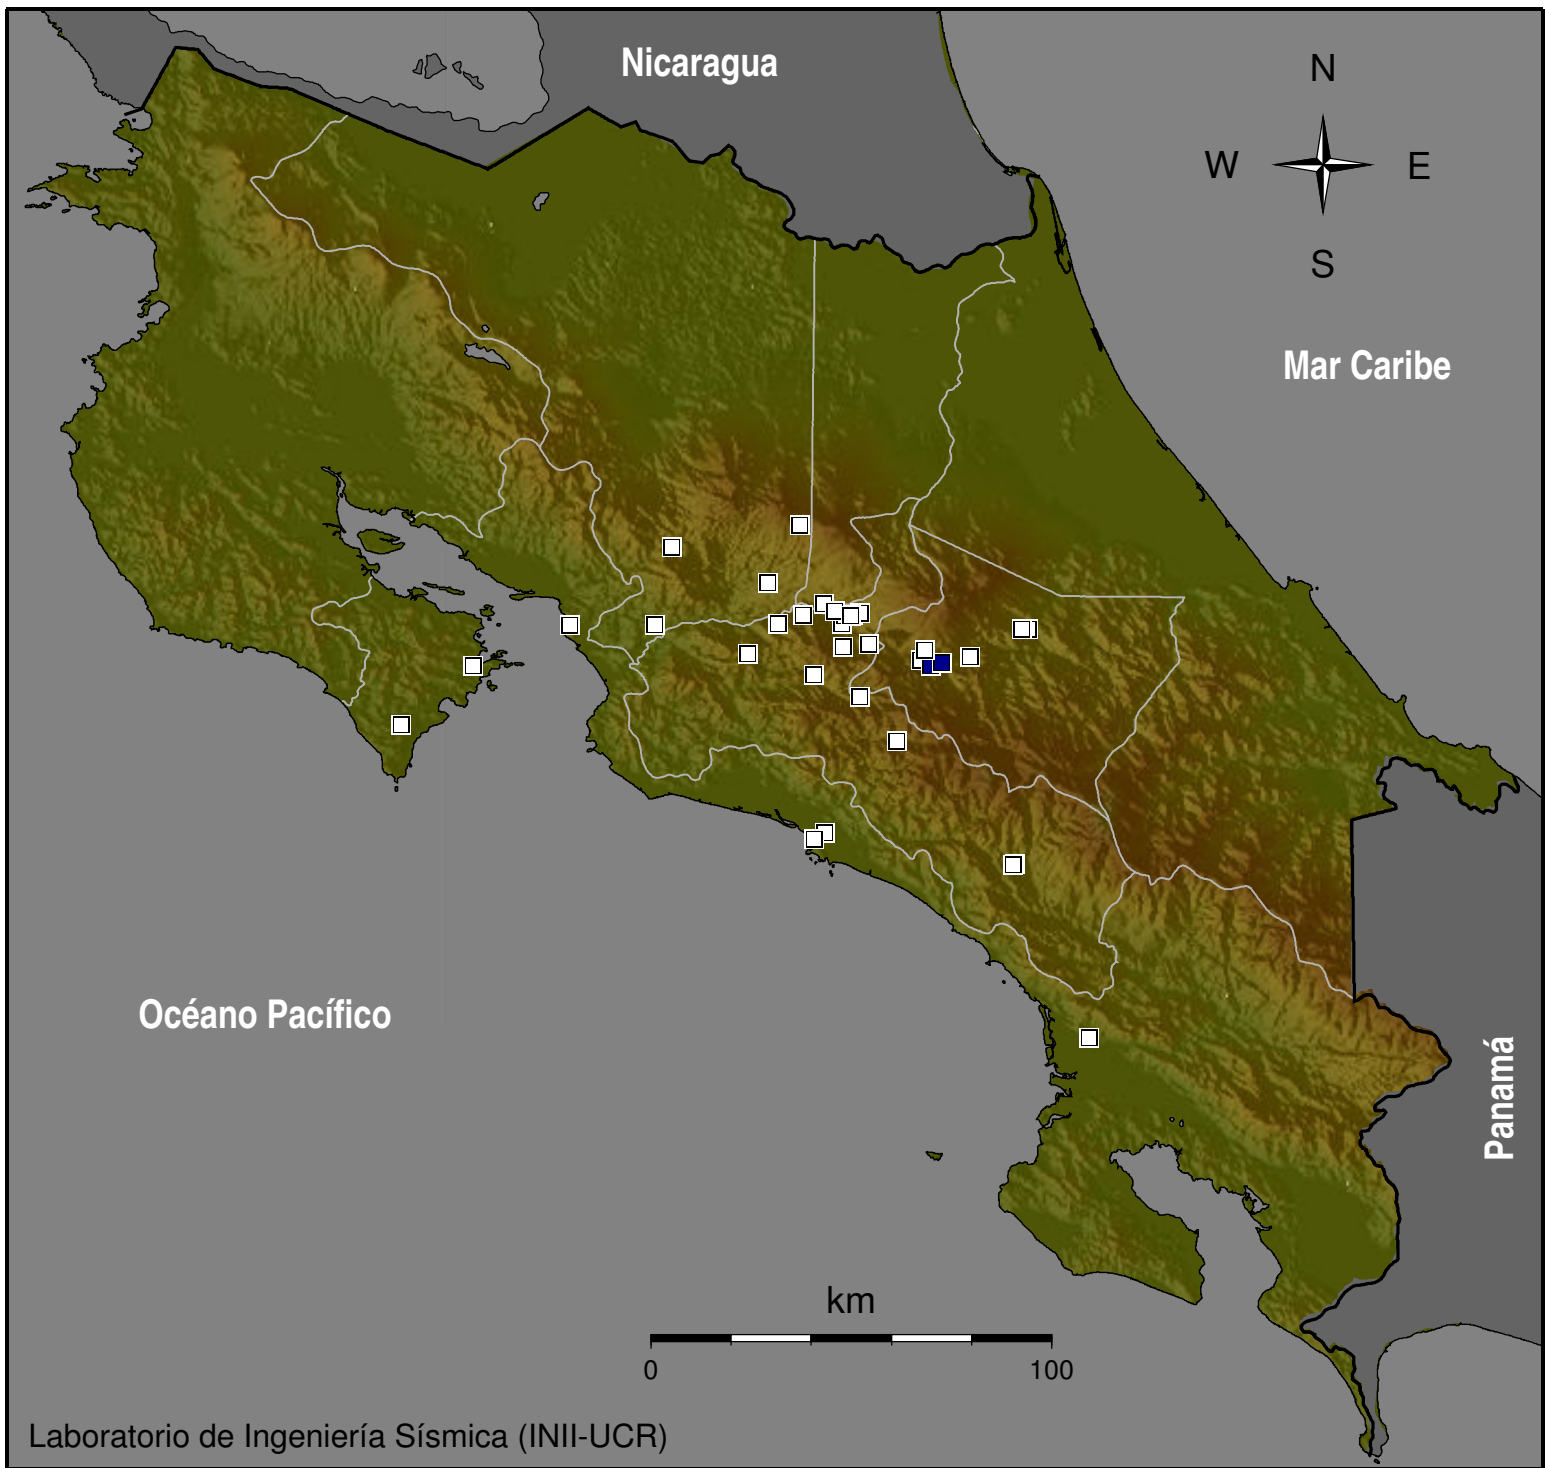 Nicaragua
N
W
E
S
Mar Caribe
Océano Pacífico
Panamá
km
0
100
Laboratorio de Ingeniería Sísmica (INII-UCR)